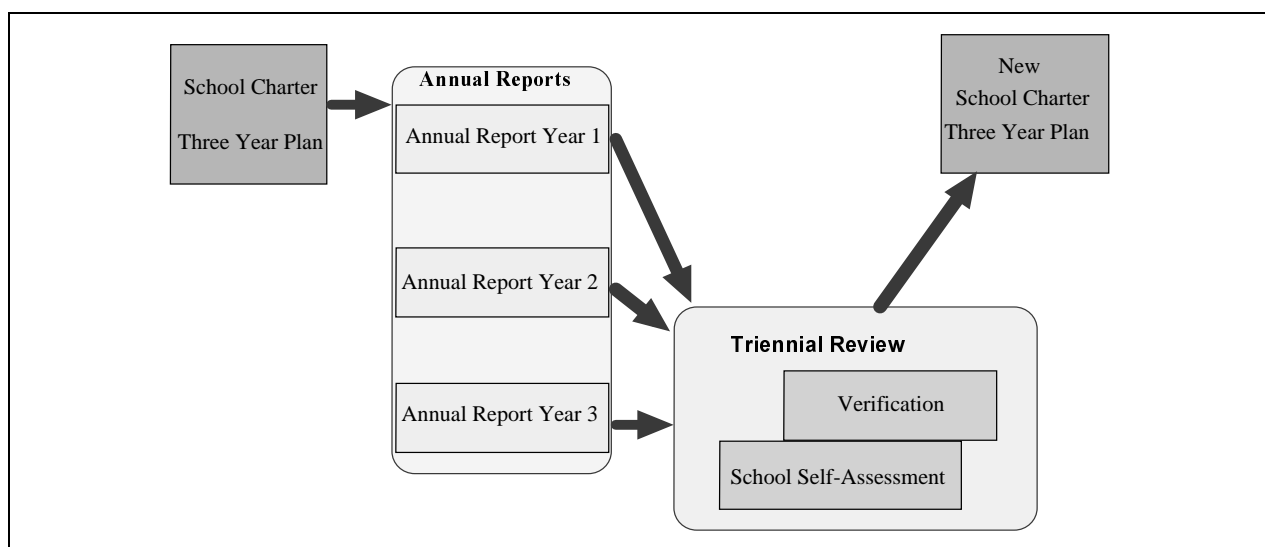 School Charter
Three Year Plan
Annual Reports
Annual Report Year 1
Annual Report Year 2
Annual Report Year 3
Triennial Review
Verification
School Self-Assessment
New
School Charter
Three Year Plan